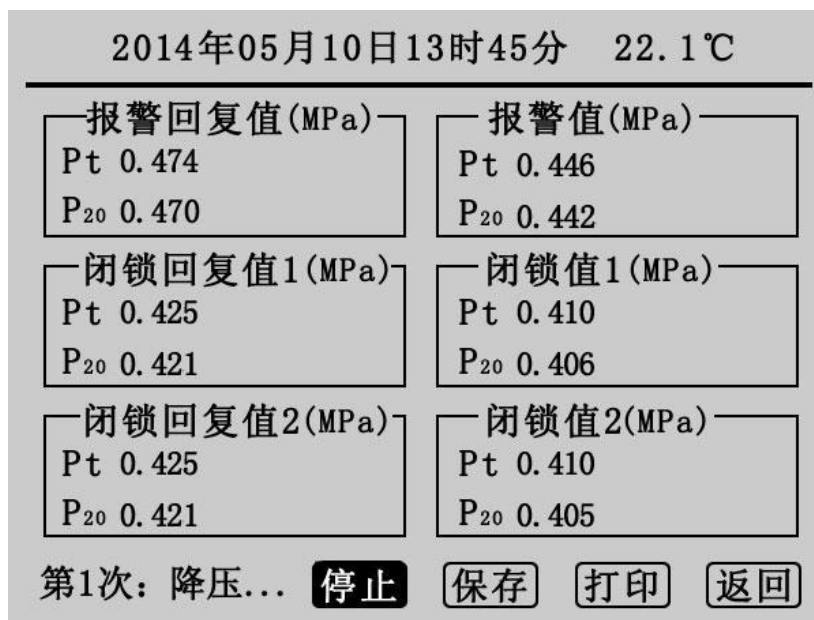 2014年05月10日13时45分 22.1℃
报警回复值(MPa)
Pt 0.474
P₂₀ 0.470
报警值(MPa)
Pt 0.446
P₂₀ 0.442
闭锁回复值1(MPa)
Pt 0.425
P₂₀ 0.421
闭锁值1(MPa)
Pt 0.410
P₂₀ 0.406
闭锁回复值2(MPa)
Pt 0.425
P₂₀ 0.421
闭锁值2(MPa)
Pt 0.410
P₂₀ 0.405
第1次：降压... 停止 保存 打印 返回